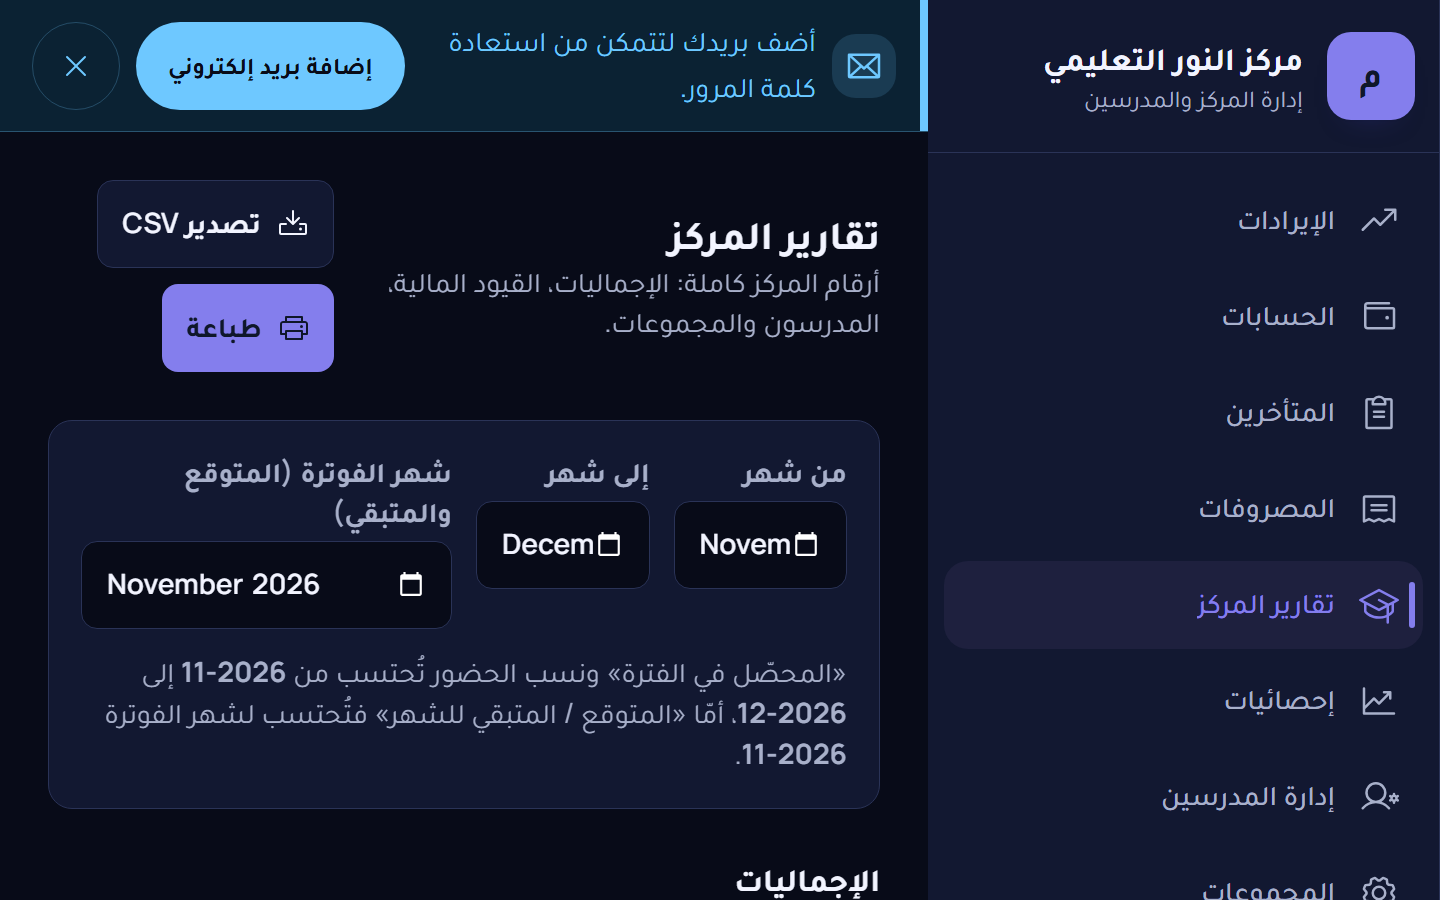 م
مركز النور التعليمي
إدارة المركز والمدرسين
الإيرادات
الحسابات
المتأخرين
المصروفات
تقارير المركز
إحصائيات
إدارة المدرسين
المجموعات
أضف بريدك لتتمكن من استعادة
كلمة المرور.
إضافة بريد إلكتروني
تقارير المركز
أرقام المركز كاملة: الإجماليات، القيود المالية،
المدرسون والمجموعات.
تصدير CSV
طباعة
من شهر
Novem
إلى شهر
Decem
شهر الفوترة (المتوقع
والمتبقي)
November 2026
«المحصّل في الفترة» ونسب الحضور تُحتسب من 2026-11 إلى
2026-12، أمّا «المتوقع / المتبقي للشهر» فتُحتسب لشهر الفوترة
2026-11.
الإجماليات